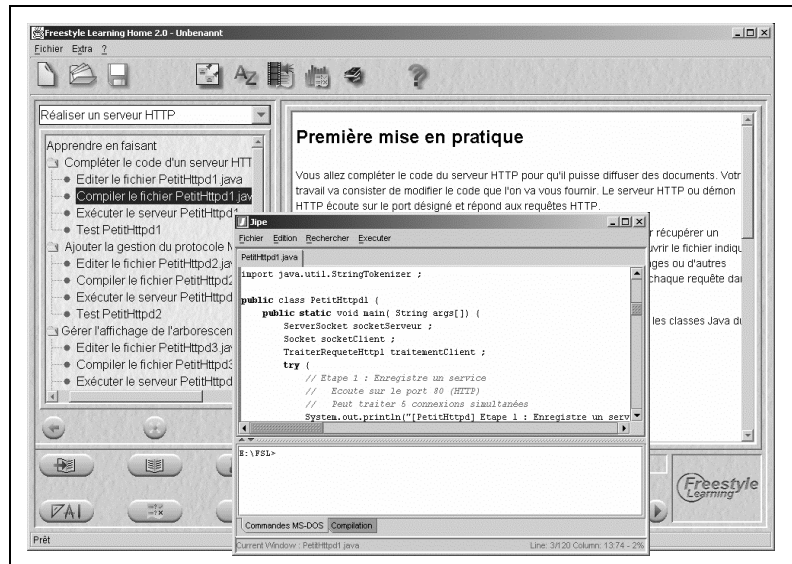 Freestyle Learning Home 2.0 - Unbenannt
Fichier Extra ?
AZ
Réaliser un serveur HTTP
Apprendre en faisant
Compléter le code d'un serveur HTT
Editer le fichier PetitHttpd1.java
Compiler le fichier PetitHttpd1.jav
Exécuter le serveur PetitHttpd1
Test PetitHttpd1
Ajouter la gestion du protocole M
Editer le fichier PetitHttpd2.ja
Compiler le fichier PetitHttpd2
Exécuter le serveur PetitHttpd
Test PetitHttpd2
Gérer l'affichage de l'arborescen
Editer le fichier PetitHttpd3.ja
Compiler le fichier PetitHttpd3
Exécuter le serveur PetitHttpd
Première mise en pratique
Vous allez compléter le code du serveur HTTP pour qu'il puisse diffuser des documents. Votr
travail va consister de modifier le code que l'on va vous fournir. Le serveur HTTP ou démon
HTTP écoute sur le port désigné et répond aux requêtes HTTP.
r récupérer un
uvrir le fichier indiqu
ges ou d'autres
chaque requête dan
les classes Java du
Jipe
Fichier Edition Rechercher Executer
PetitHttpd1.java
import java.util.StringTokenizer ;
public class PetitHttpd1 {
public static void main( String args[]) {
ServerSocket socketServeur ;
Socket socketClient ;
TraiterRequeteHttp1 traitementClient ;
try {
// Etape 1 : Enregistre un service
// Ecoute sur le port 80 (HTTP)
// Peut traiter 5 connexions simultanées
System.out.println("[PetitHttpd] Etape 1 : Enregistre un serv
E:\FSL>
Commandes MS-DOS Compilation
Current Window : PetitHttpd1.java Line: 3/120 Column: 13:74 - 2%
Freestyle
Learning
Prêt